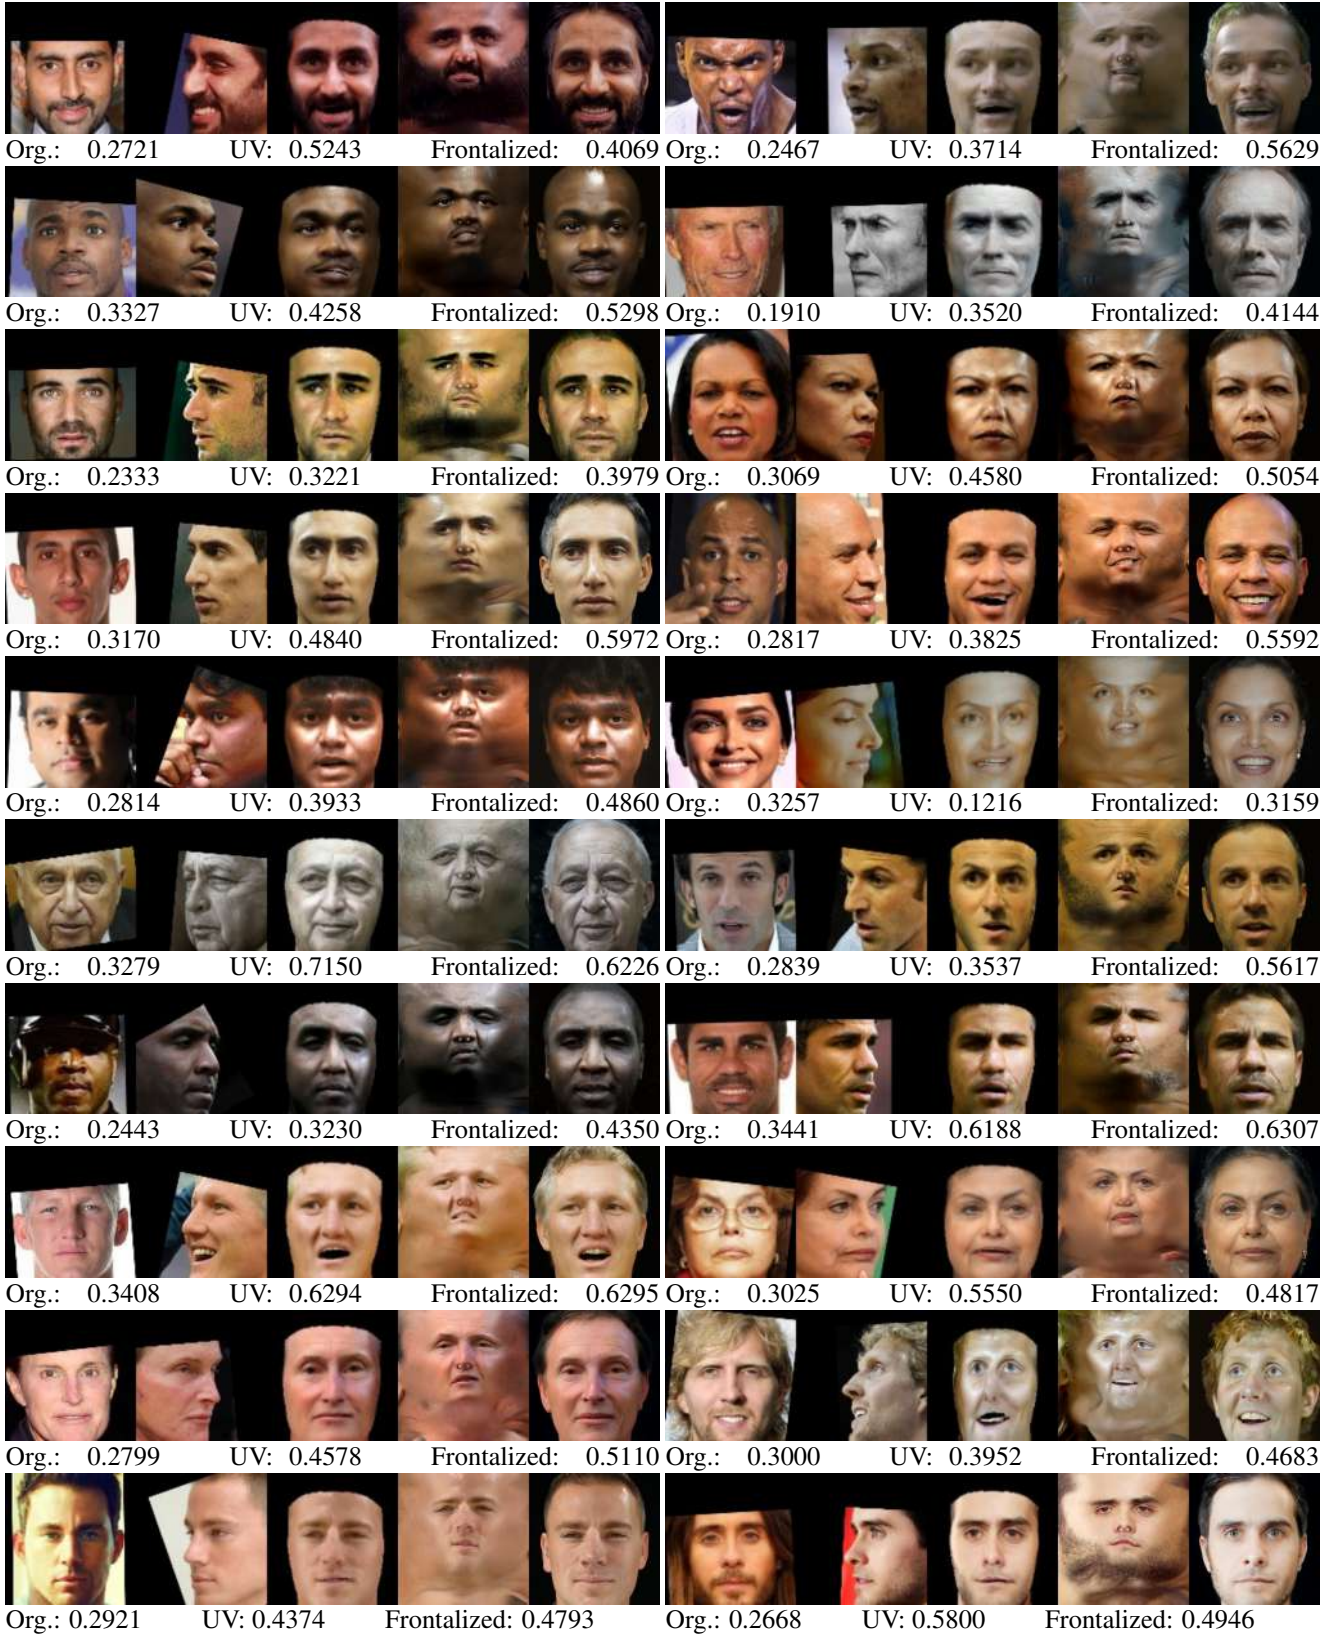 Org.: 0.2721 UV: 0.5243 Frontalized: 0.4069 Org.: 0.2467 UV: 0.3714 Frontalized: 0.5629
Org.: 0.3327 UV: 0.4258 Frontalized: 0.5298 Org.: 0.1910 UV: 0.3520 Frontalized: 0.4144
Org.: 0.2333 UV: 0.3221 Frontalized: 0.3979 Org.: 0.3069 UV: 0.4580 Frontalized: 0.5054
Org.: 0.3170 UV: 0.4840 Frontalized: 0.5972 Org.: 0.2817 UV: 0.3825 Frontalized: 0.5592
Org.: 0.2814 UV: 0.3933 Frontalized: 0.4860 Org.: 0.3257 UV: 0.1216 Frontalized: 0.3159
Org.: 0.3279 UV: 0.7150 Frontalized: 0.6226 Org.: 0.2839 UV: 0.3537 Frontalized: 0.5617
Org.: 0.2443 UV: 0.3230 Frontalized: 0.4350 Org.: 0.3441 UV: 0.6188 Frontalized: 0.6307
Org.: 0.3408 UV: 0.6294 Frontalized: 0.6295 Org.: 0.3025 UV: 0.5550 Frontalized: 0.4817
Org.: 0.2799 UV: 0.4578 Frontalized: 0.5110 Org.: 0.3000 UV: 0.3952 Frontalized: 0.4683
Org.: 0.2921 UV: 0.4374 Frontalized: 0.4793 Org.: 0.2668 UV: 0.5800 Frontalized: 0.4946